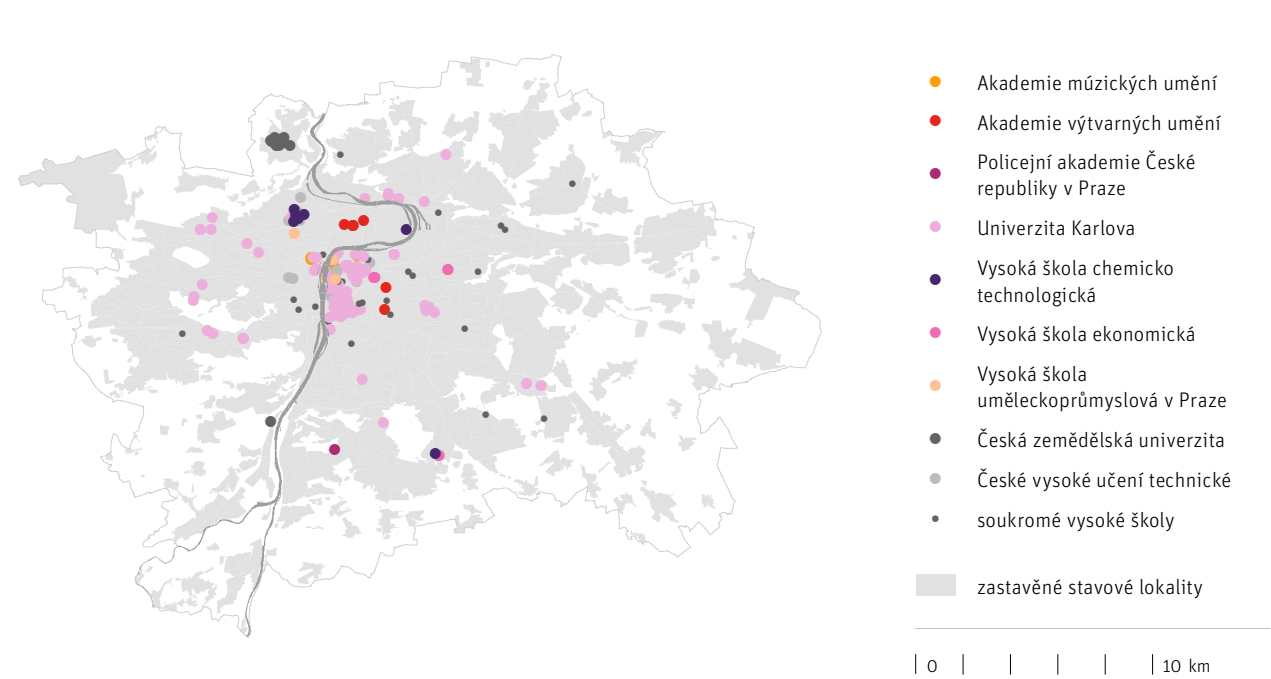 Akademie múzických umění
Akademie výtvarných umění
Policejní akademie České
republiky v Praze
Univerzita Karlova
Vysoká škola chemicko
technologická
Vysoká škola ekonomická
Vysoká škola
uměleckoprůmyslová v Praze
Česká zemědělská univerzita
České vysoké učení technické
soukromé vysoké školy
zastavěné stavové lokality
0 10 km